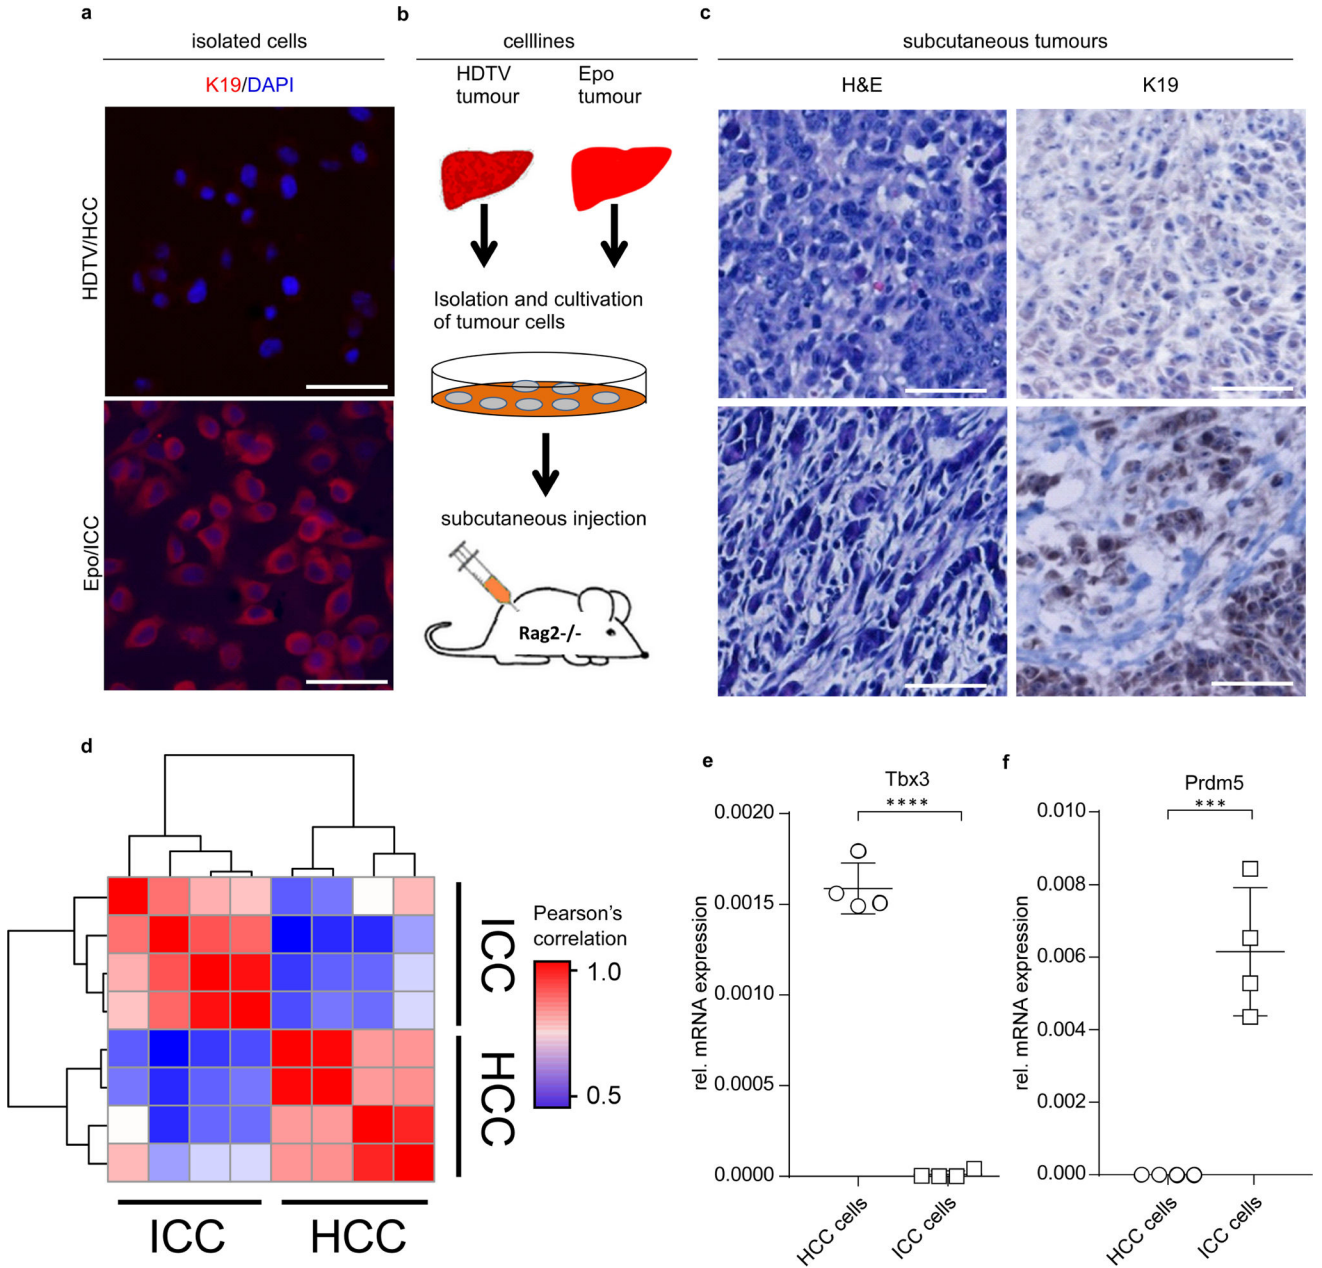 a
isolated cells
K19/DAPI
HDTV/HCC
Epo/ICC
b
celllines
HDTV
tumour
Epo
tumour
Isolation and cultivation
of tumour cells
subcutaneous injection
Rag2-/-
c
subcutaneous tumours
H&E
K19
d
ICC
HCC
ICC
HCC
Pearson's
correlation
1.0
0.5
e
Tbx3
****
rel. mRNA expression
0.0020
0.0015
0.0010
0.0005
0.0000
HCC cells
ICC cells
f
Prdm5
***
rel. mRNA expression
0.010
0.008
0.006
0.004
0.002
0.000
HCC cells
ICC cells